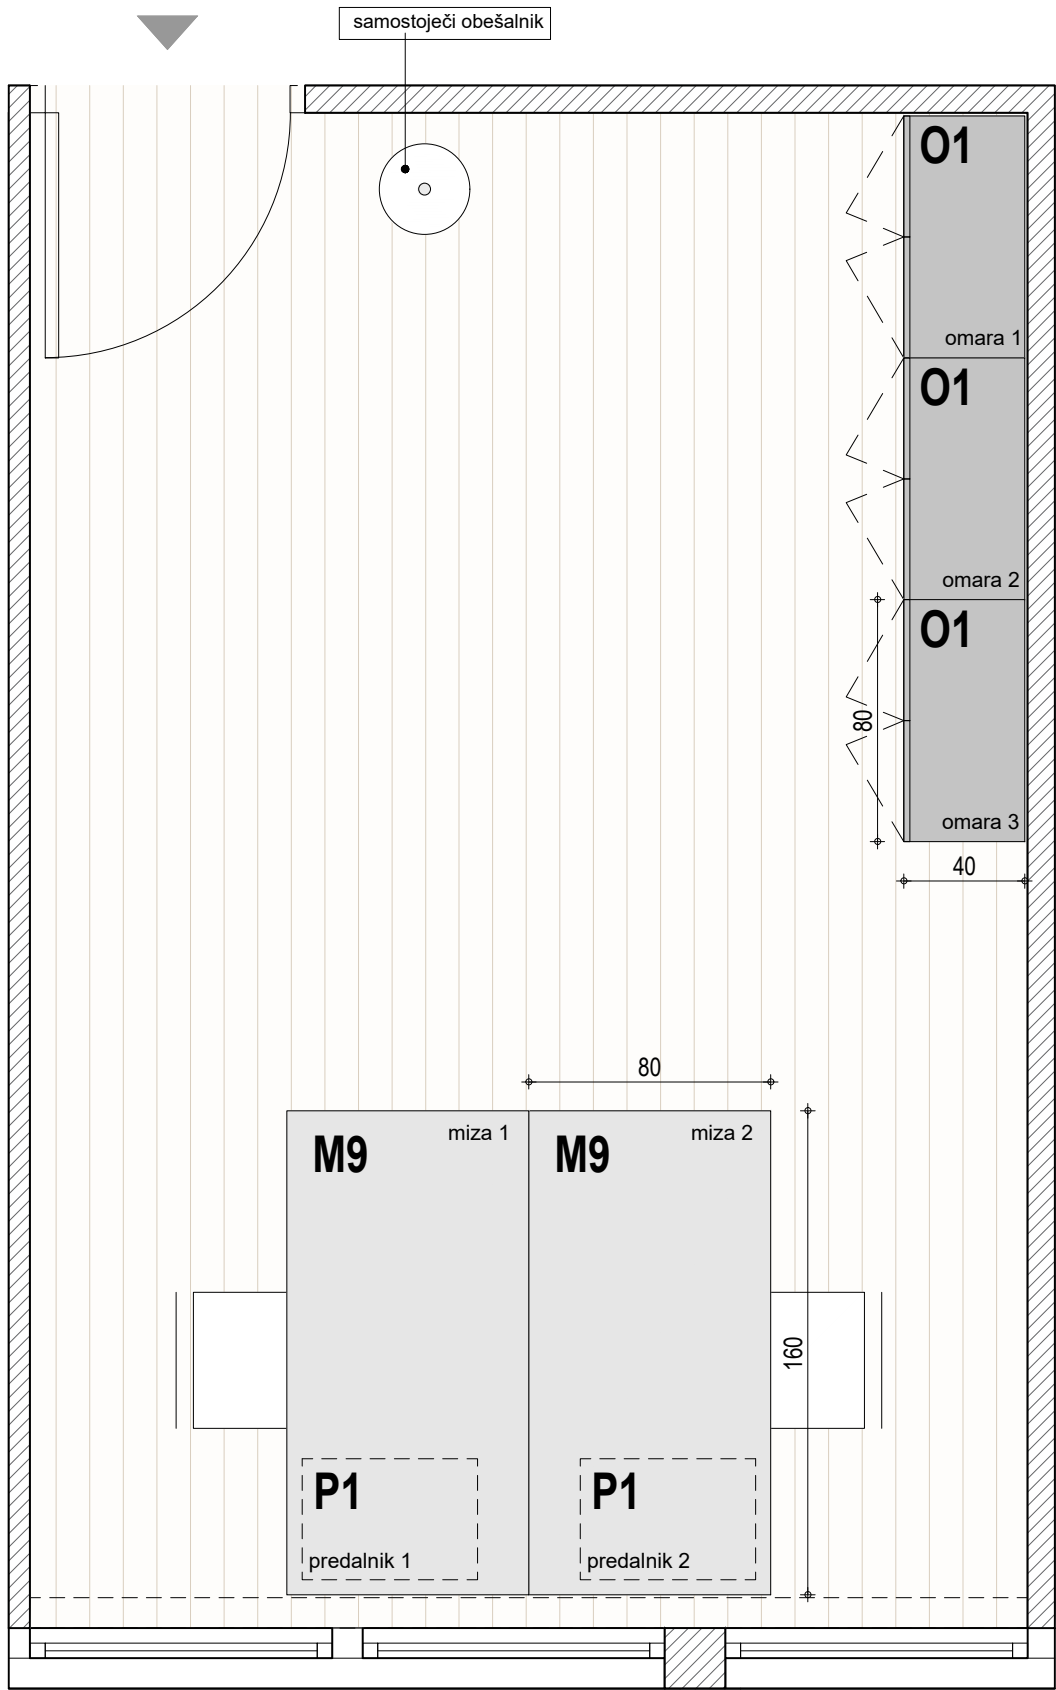 samostoječi obešalnik
O1
omara 1
O1
omara 2
O1
80
omara 3
40
80
miza 1
miza 2
M9
M9
160
P1
P1
predalnik 1
predalnik 2